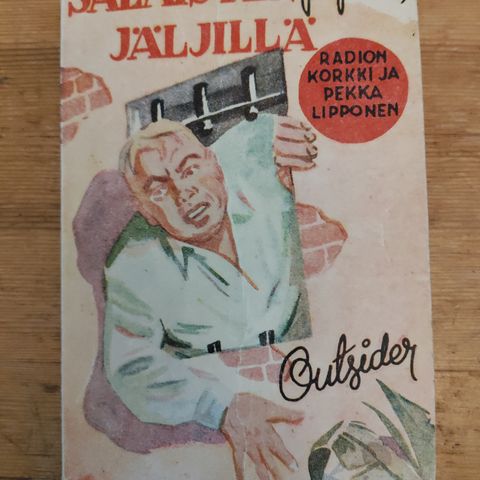 JÄLJILLÄ
RADION
KORKKI JA
PEKKA
LIPPONEN
Outsider